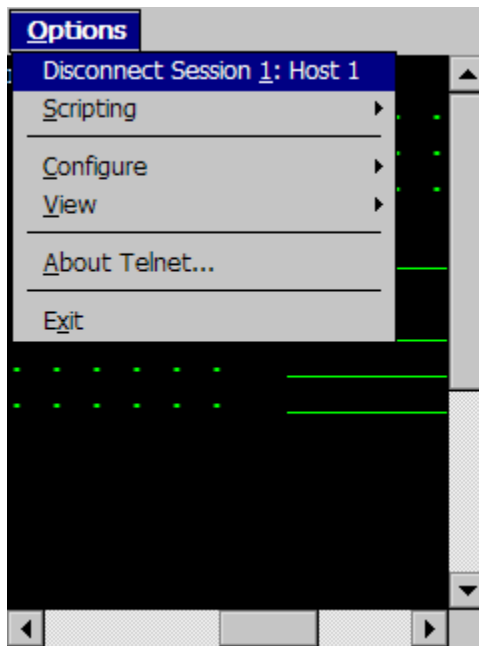 Options
Disconnect Session 1: Host 1
Scripting
Configure
View
About Telnet...
Exit